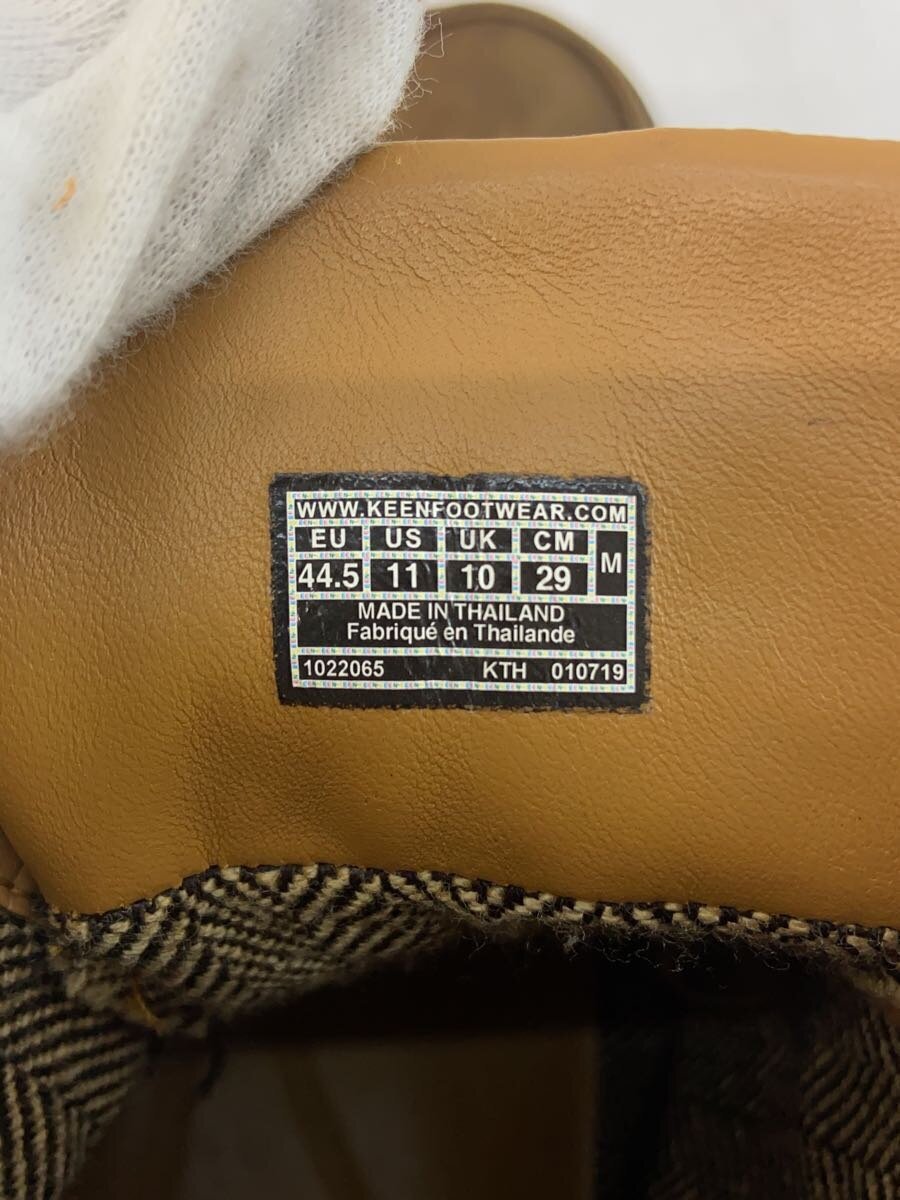 WWW.KEENFOOTWEAR.COM
EU US UK CM M
44.5 11 10 29
MADE IN THAILAND
Fabriqué en Thaïlande
1022065 KTH 010719